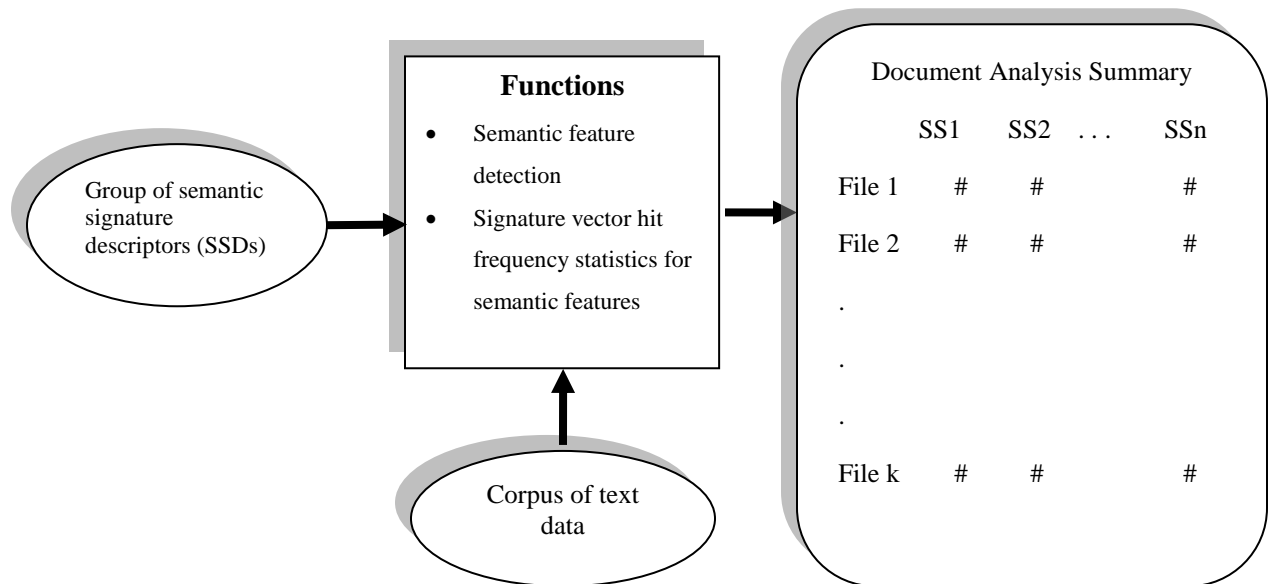 Group of semantic
signature
descriptors (SSDs)
Functions
• Semantic feature
detection
• Signature vector hit
frequency statistics for
semantic features
Corpus of text
data
Document Analysis Summary
SS1 SS2 . . . SSn
File 1 # # #
File 2 # # #
.
.
.
File k # # #